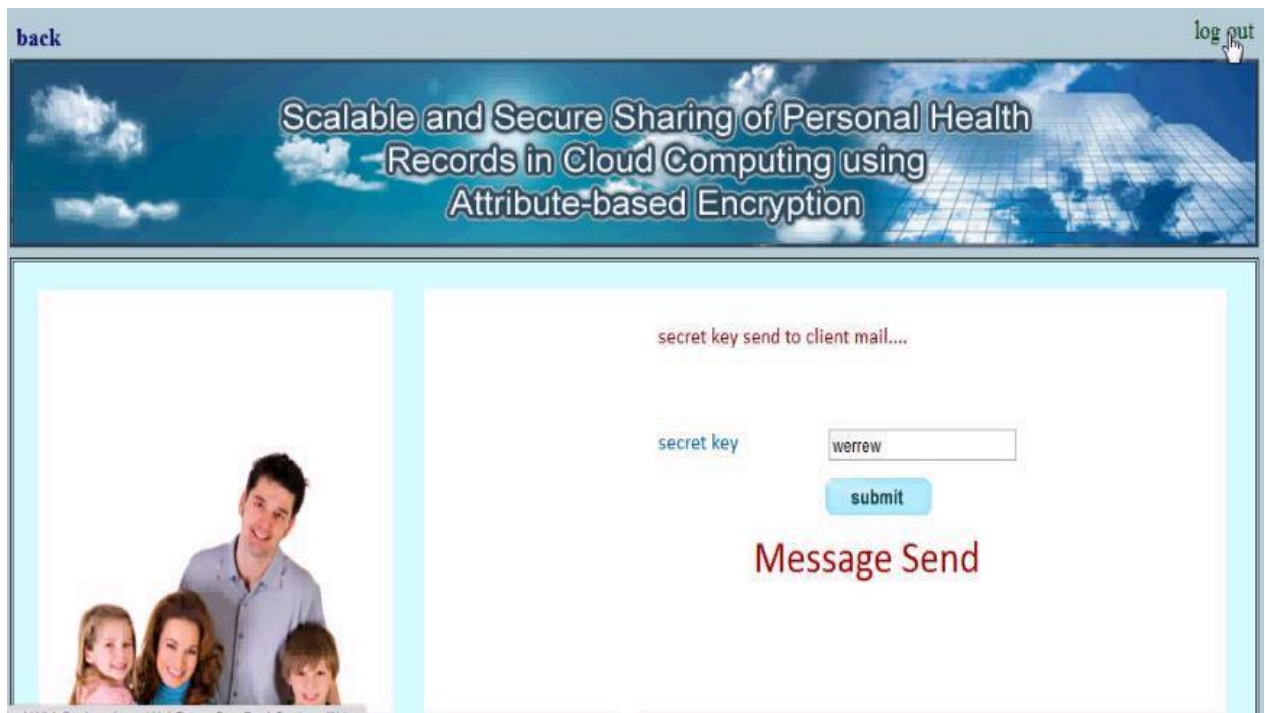 back
log out
Scalable and Secure Sharing of Personal Health
Records in Cloud Computing using
Attribute-based Encryption
secret key send to client mail....
secret key
werrew
submit
Message Send